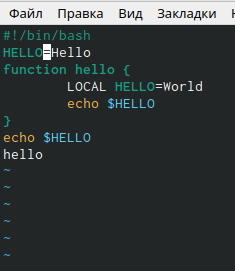 Файл Правка Вид Закладки
#!/bin/bash
HELLO=Hello
function hello {
        LOCAL HELLO=World
        echo $HELLO
}
echo $HELLO
hello
~
~
~
~
~
~